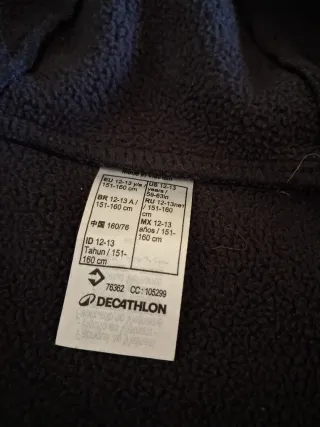 EU 12-13 y/a /
151-160 cm
US 12-13
years /
59-63in
BR 12-13 A /
151-160 cm
RU 12-13лет
/ 151-160
cm
中国 160/76
MX 12-13
años / 151-
160 cm
ID 12-13
Tahun / 151-
160 cm
76362 CC: 105299
DECATHLON